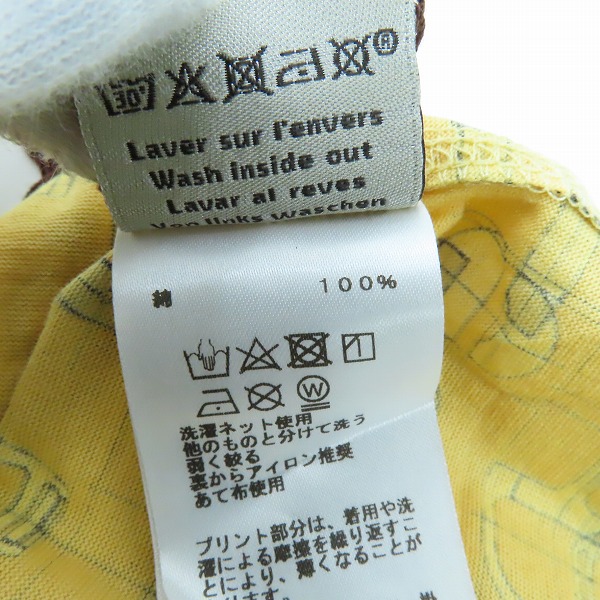 30°
Laver sur l'envers
Wash inside out
Lavar al reves
Von links waschen
綿 100%
W
洗濯ネット使用
他のものと分けて洗う
弱く絞る
裏からアイロン推奨
あて布使用
プリント部分は、着用や洗
濯による摩擦を繰り返すこ
とにより、薄くなることが